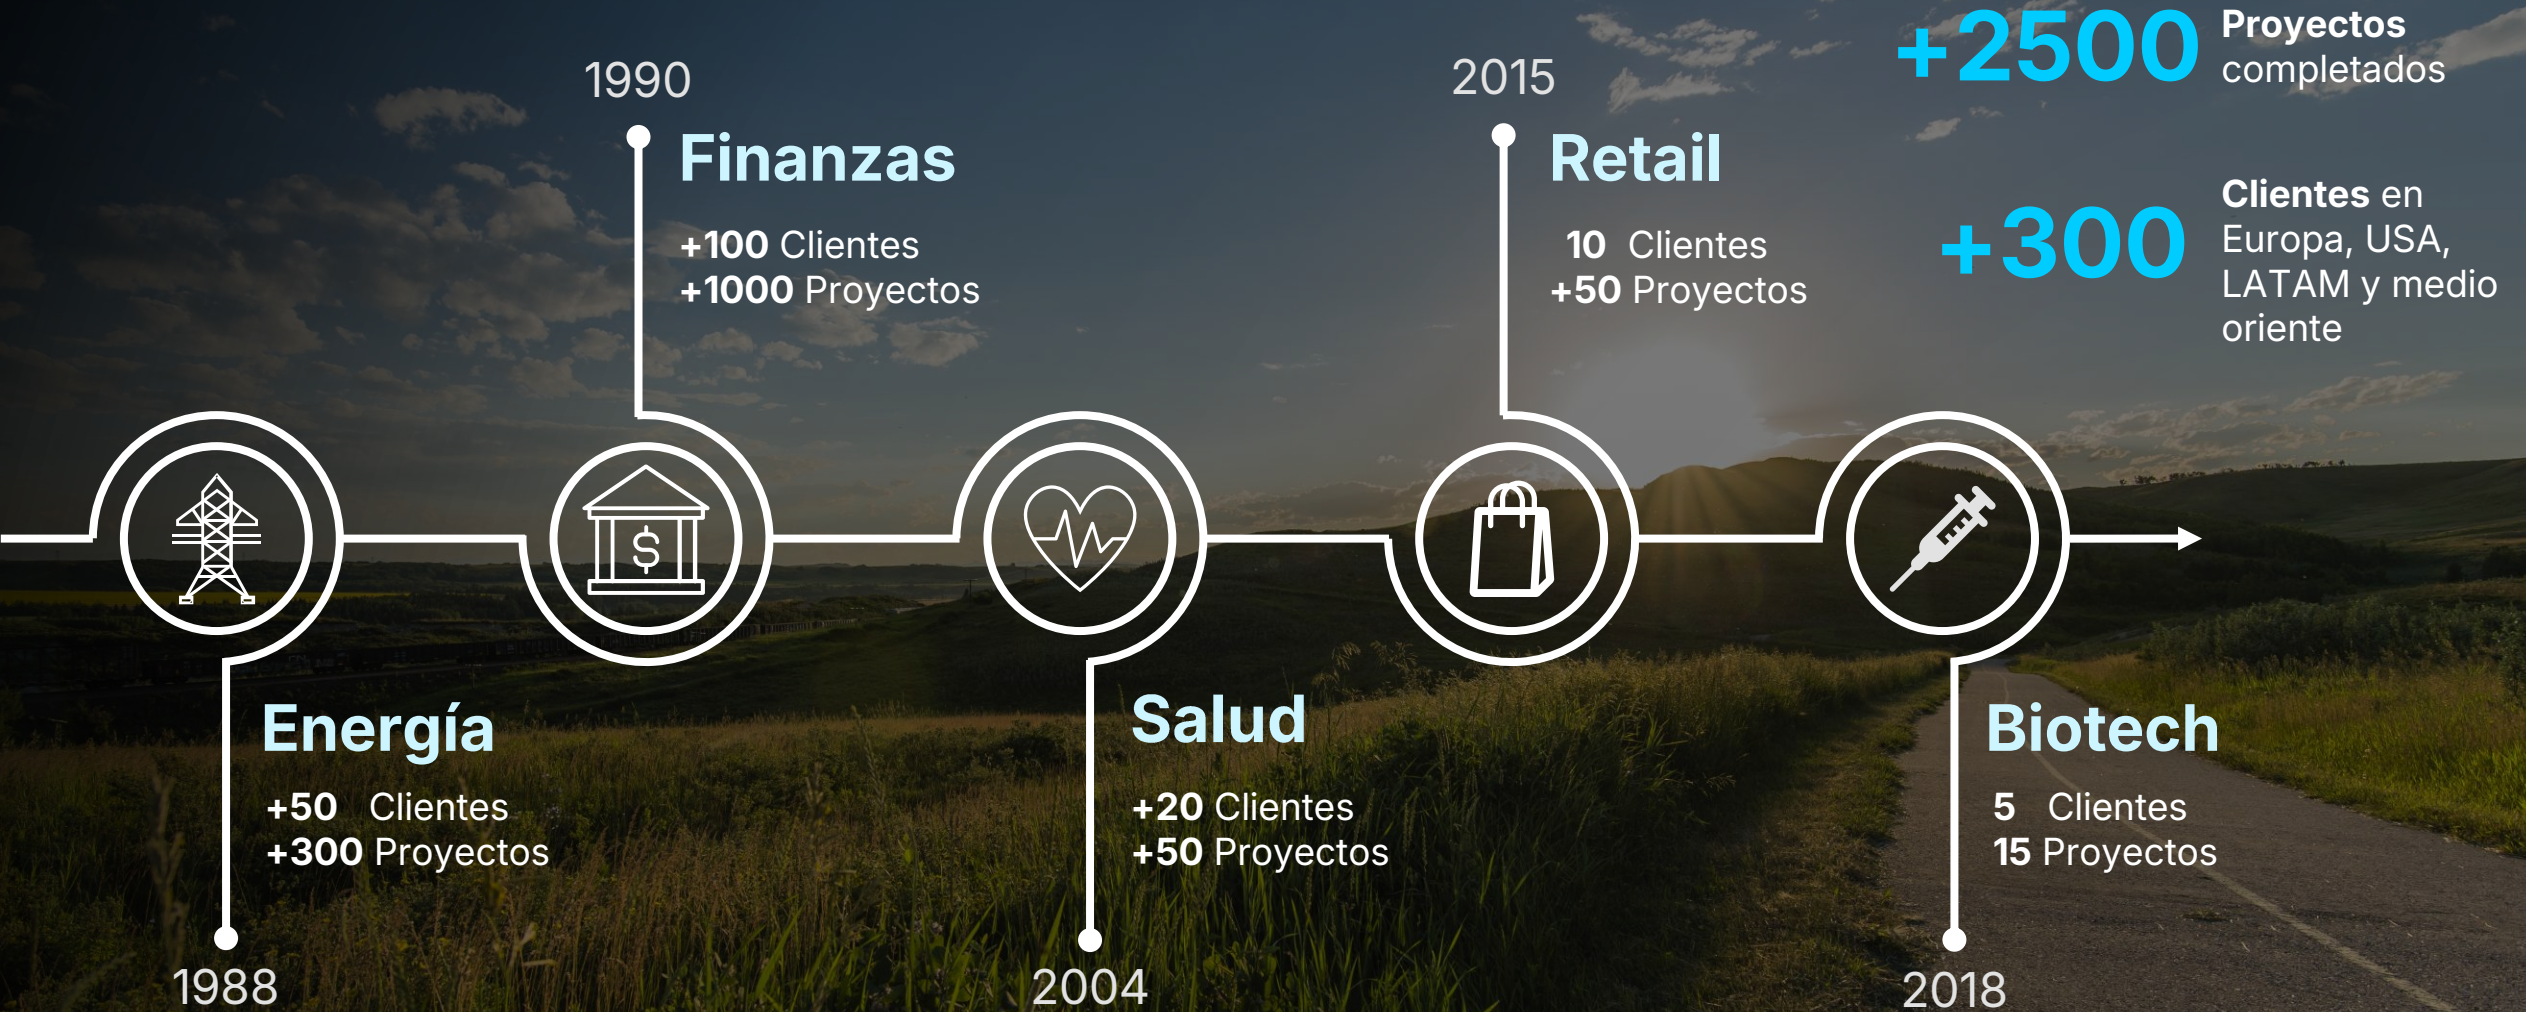 +2500
Proyectos
completados
+300
Clientes en
Europa, USA,
LATAM y medio
oriente
1990
Finanzas
+100 Clientes
+1000 Proyectos
2015
Retail
10 Clientes
+50 Proyectos
$
Energía
+50 Clientes
+300 Proyectos
1988
Salud
+20 Clientes
+50 Proyectos
2004
Biotech
5 Clientes
15 Proyectos
2018